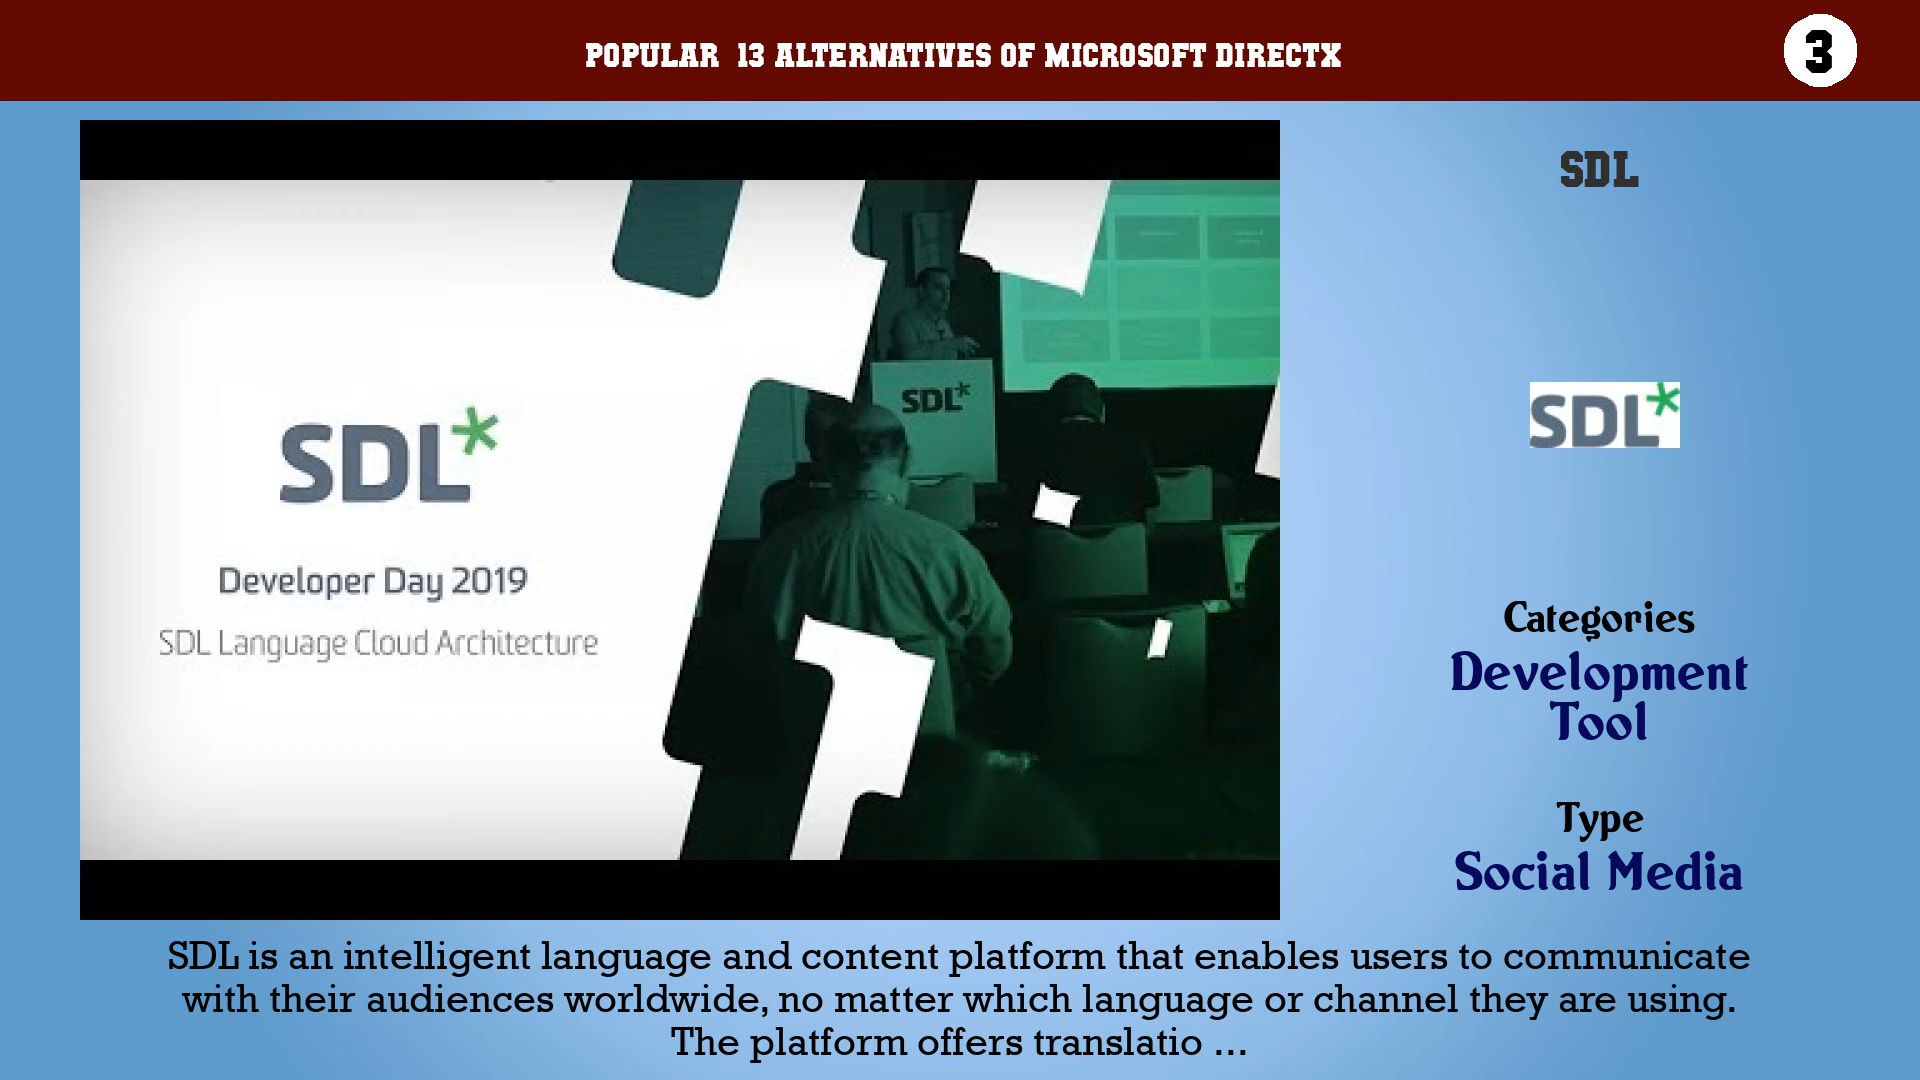 POPULAR 13 ALTERNATIVES OF MICROSOFT DIRECTX
3
SDL*
Developer Day 2019
SDL Language Cloud Architecture
SDL*
SDL
SDL*
Categories
Development
Tool
Type
Social Media
SDL is an intelligent language and content platform that enables users to communicate
with their audiences worldwide, no matter which language or channel they are using.
The platform offers translatio ...